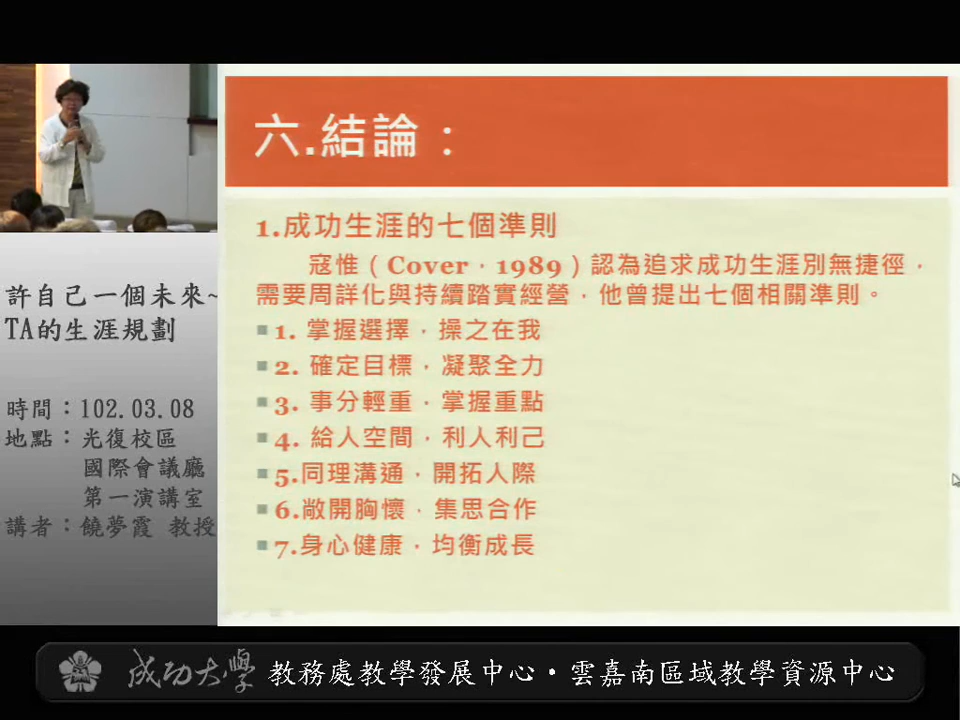 六.結論：
1.成功生涯的七個準則
寇惟（Cover，1989）認為追求成功生涯別無捷徑，
需要周詳化與持續踏實經營，他曾提出七個相關準則。
1. 掌握選擇，操之在我
2. 確定目標，凝聚全力
3. 事分輕重，掌握重點
4. 給人空間，利人利己
5.同理溝通，開拓人際
6.敞開胸懷，集思合作
7.身心健康，均衡成長
許自己一個未來~
TA的生涯規劃
時間：102.03.08
地點：光復校區
國際會議廳
第一演講室
講者：饒夢霞 教授
成功大學 教務處教學發展中心・雲嘉南區域教學資源中心